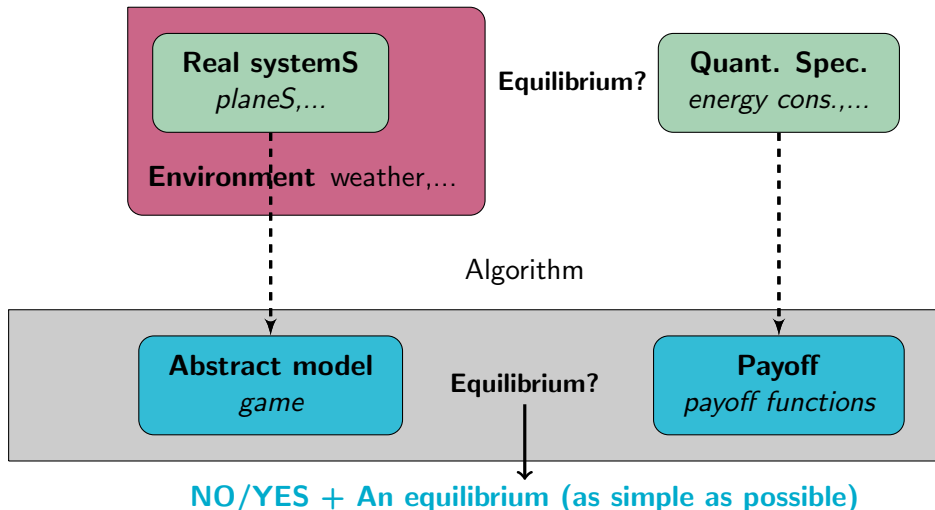 Real systemS
planeS,...
Equilibrium?
Quant. Spec.
energy cons.,...
Environment weather,...
Algorithm
Abstract model
game
Equilibrium?
Payoff
payoff functions
NO/YES + An equilibrium (as simple as possible)